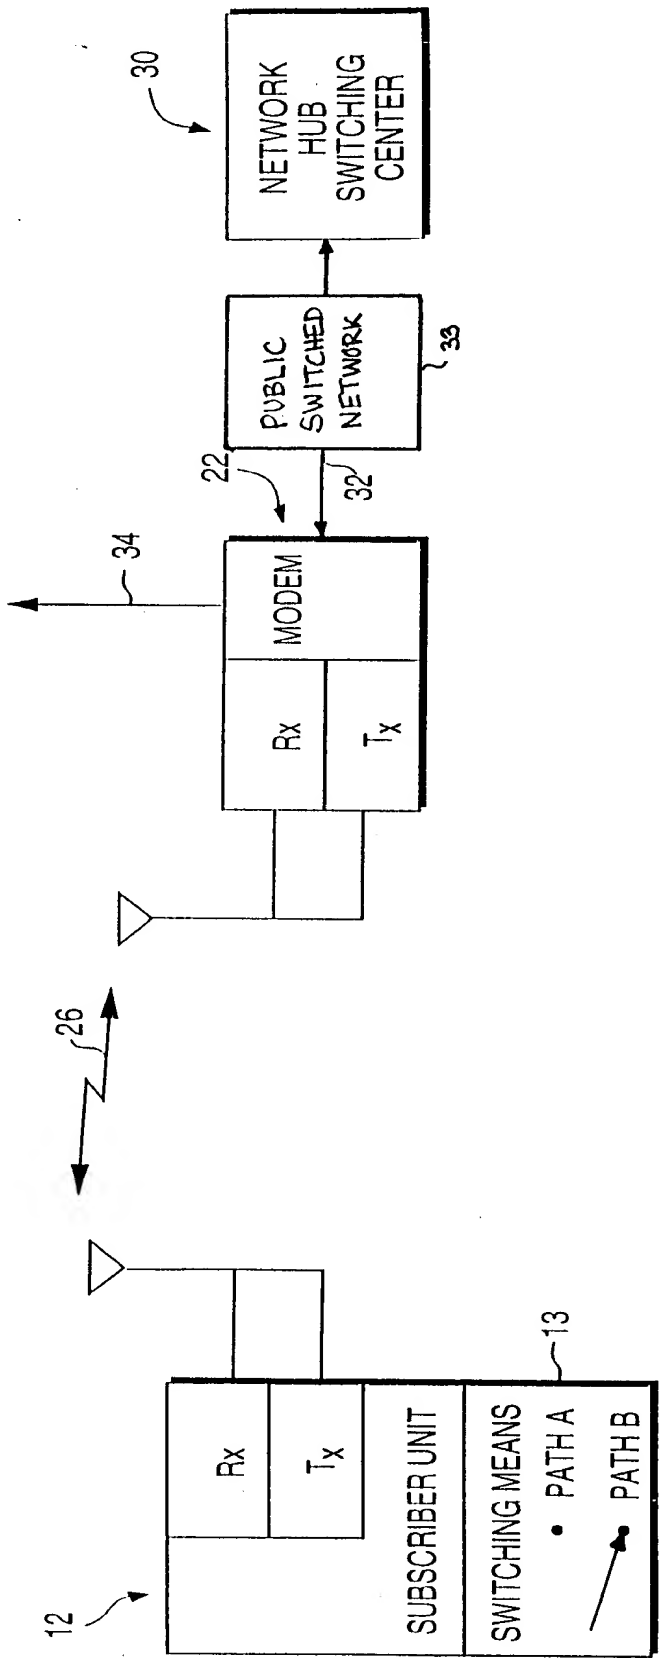 12
Rx
Tx
SUBSCRIBER UNIT
SWITCHING MEANS
PATH A
PATH B
13
26
34
Rx
Tx
MODEM
22
32
PUBLIC
SWITCHED
NETWORK
33
30
NETWORK
HUB
SWITCHING
CENTER